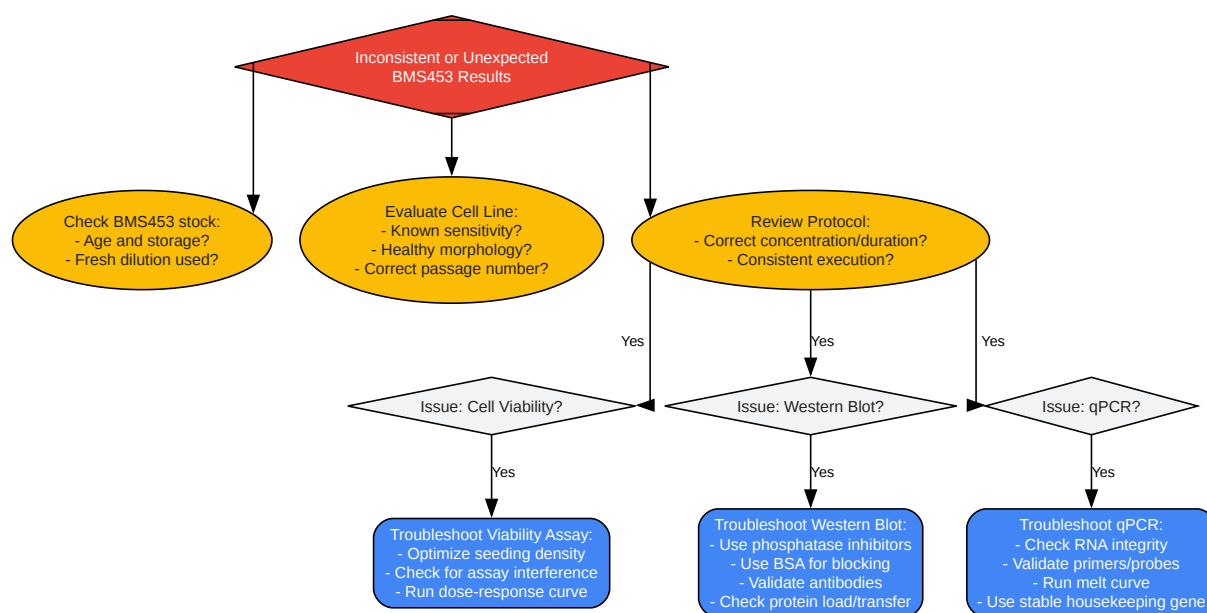 Inconsistent or Unexpected
BMS453 Results
Check BMS453 stock:
- Age and storage?
- Fresh dilution used?
Evaluate Cell Line:
- Known sensitivity?
- Healthy morphology?
- Correct passage number?
Review Protocol:
- Correct concentration/duration?
- Consistent execution?
Yes
Yes
Yes
Issue: Cell Viability?
Issue: Western Blot?
Issue: qPCR?
Yes
Yes
Yes
Troubleshoot Viability Assay:
- Optimize seeding density
- Check for assay interference
- Run dose-response curve
Troubleshoot Western Blot:
- Use phosphatase inhibitors
- Use BSA for blocking
- Validate antibodies
- Check protein load/transfer
Troubleshoot qPCR:
- Check RNA integrity
- Validate primers/probes
- Run melt curve
- Use stable housekeeping gene